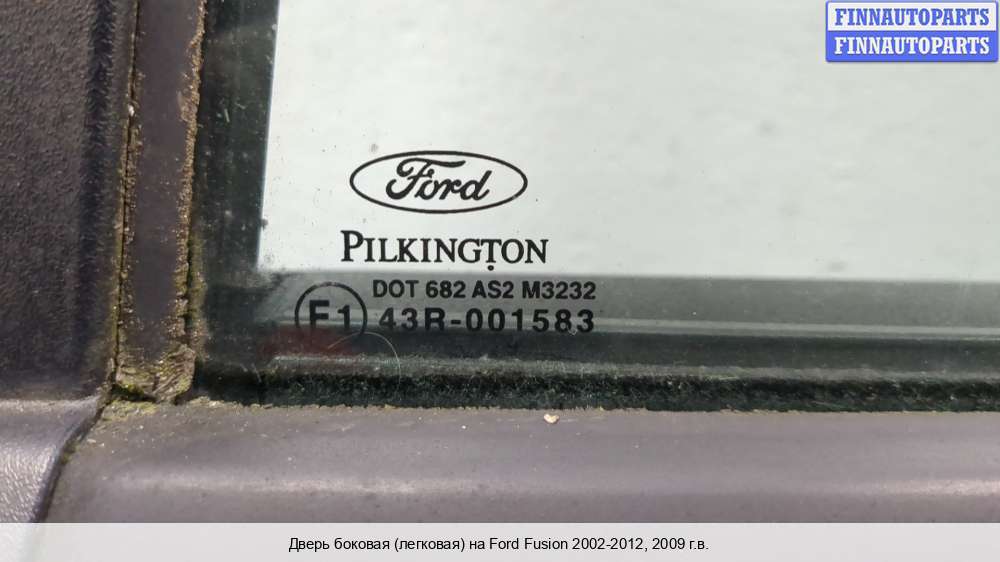 FINNAUTOPARTS
FINNAUTOPARTS
Ford
PILKINGTON
DOT 682 AS2 M3232
E1 43R-001583
Дверь боковая (легковая) на Ford Fusion 2002-2012, 2009 г.в.